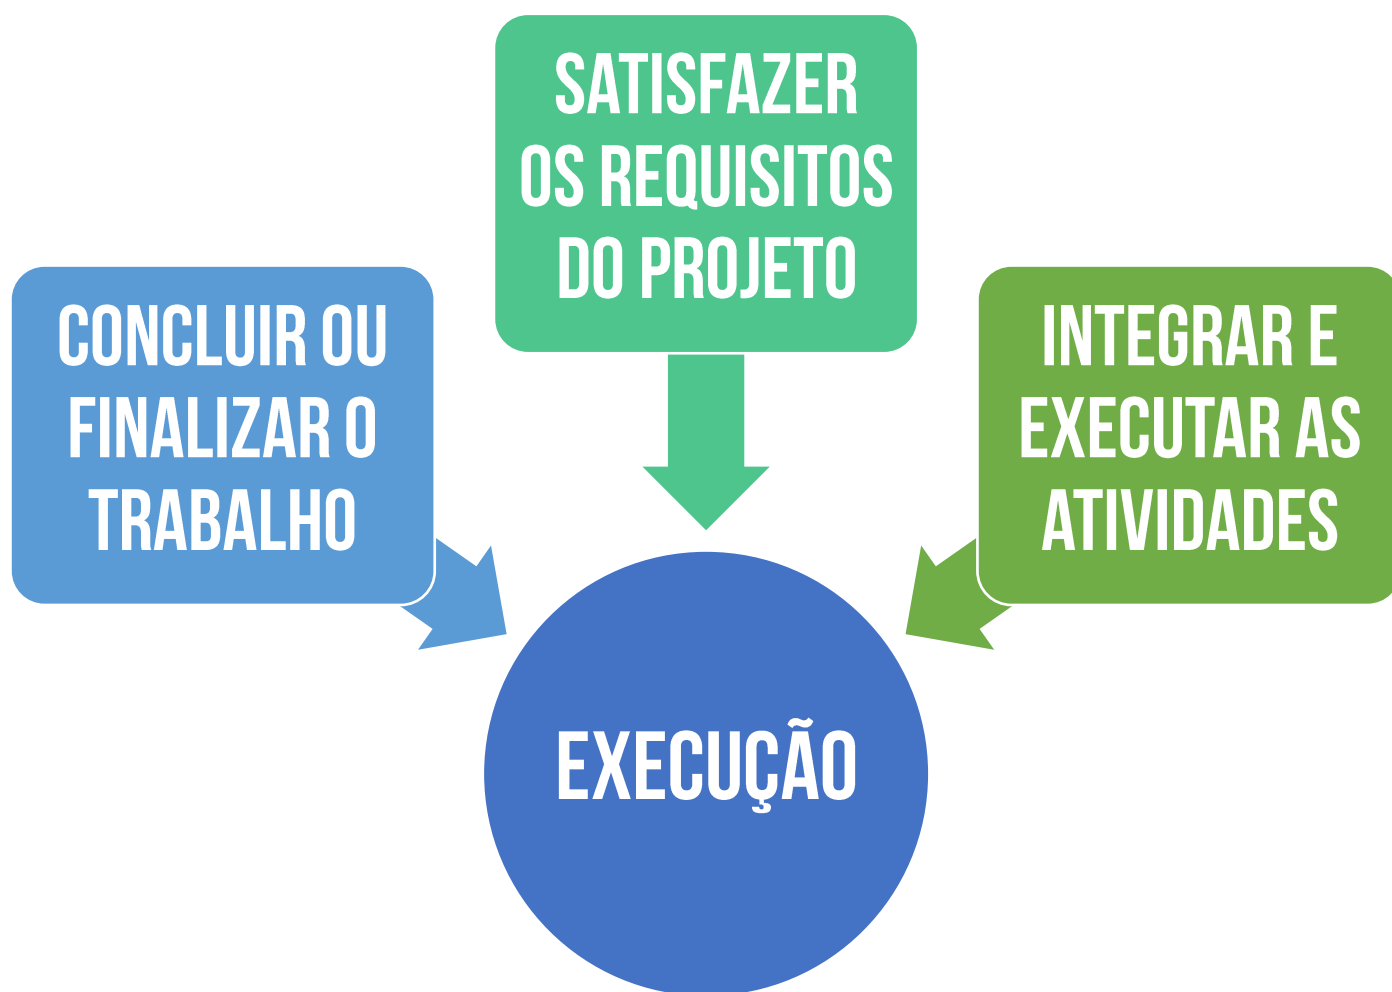 SATISFAZER
OS REQUISITOS
DO PROJETO
CONCLUIR OU
FINALIZAR O
TRABALHO
INTEGRAR E
EXECUTAR AS
ATIVIDADES
EXECUÇÃO